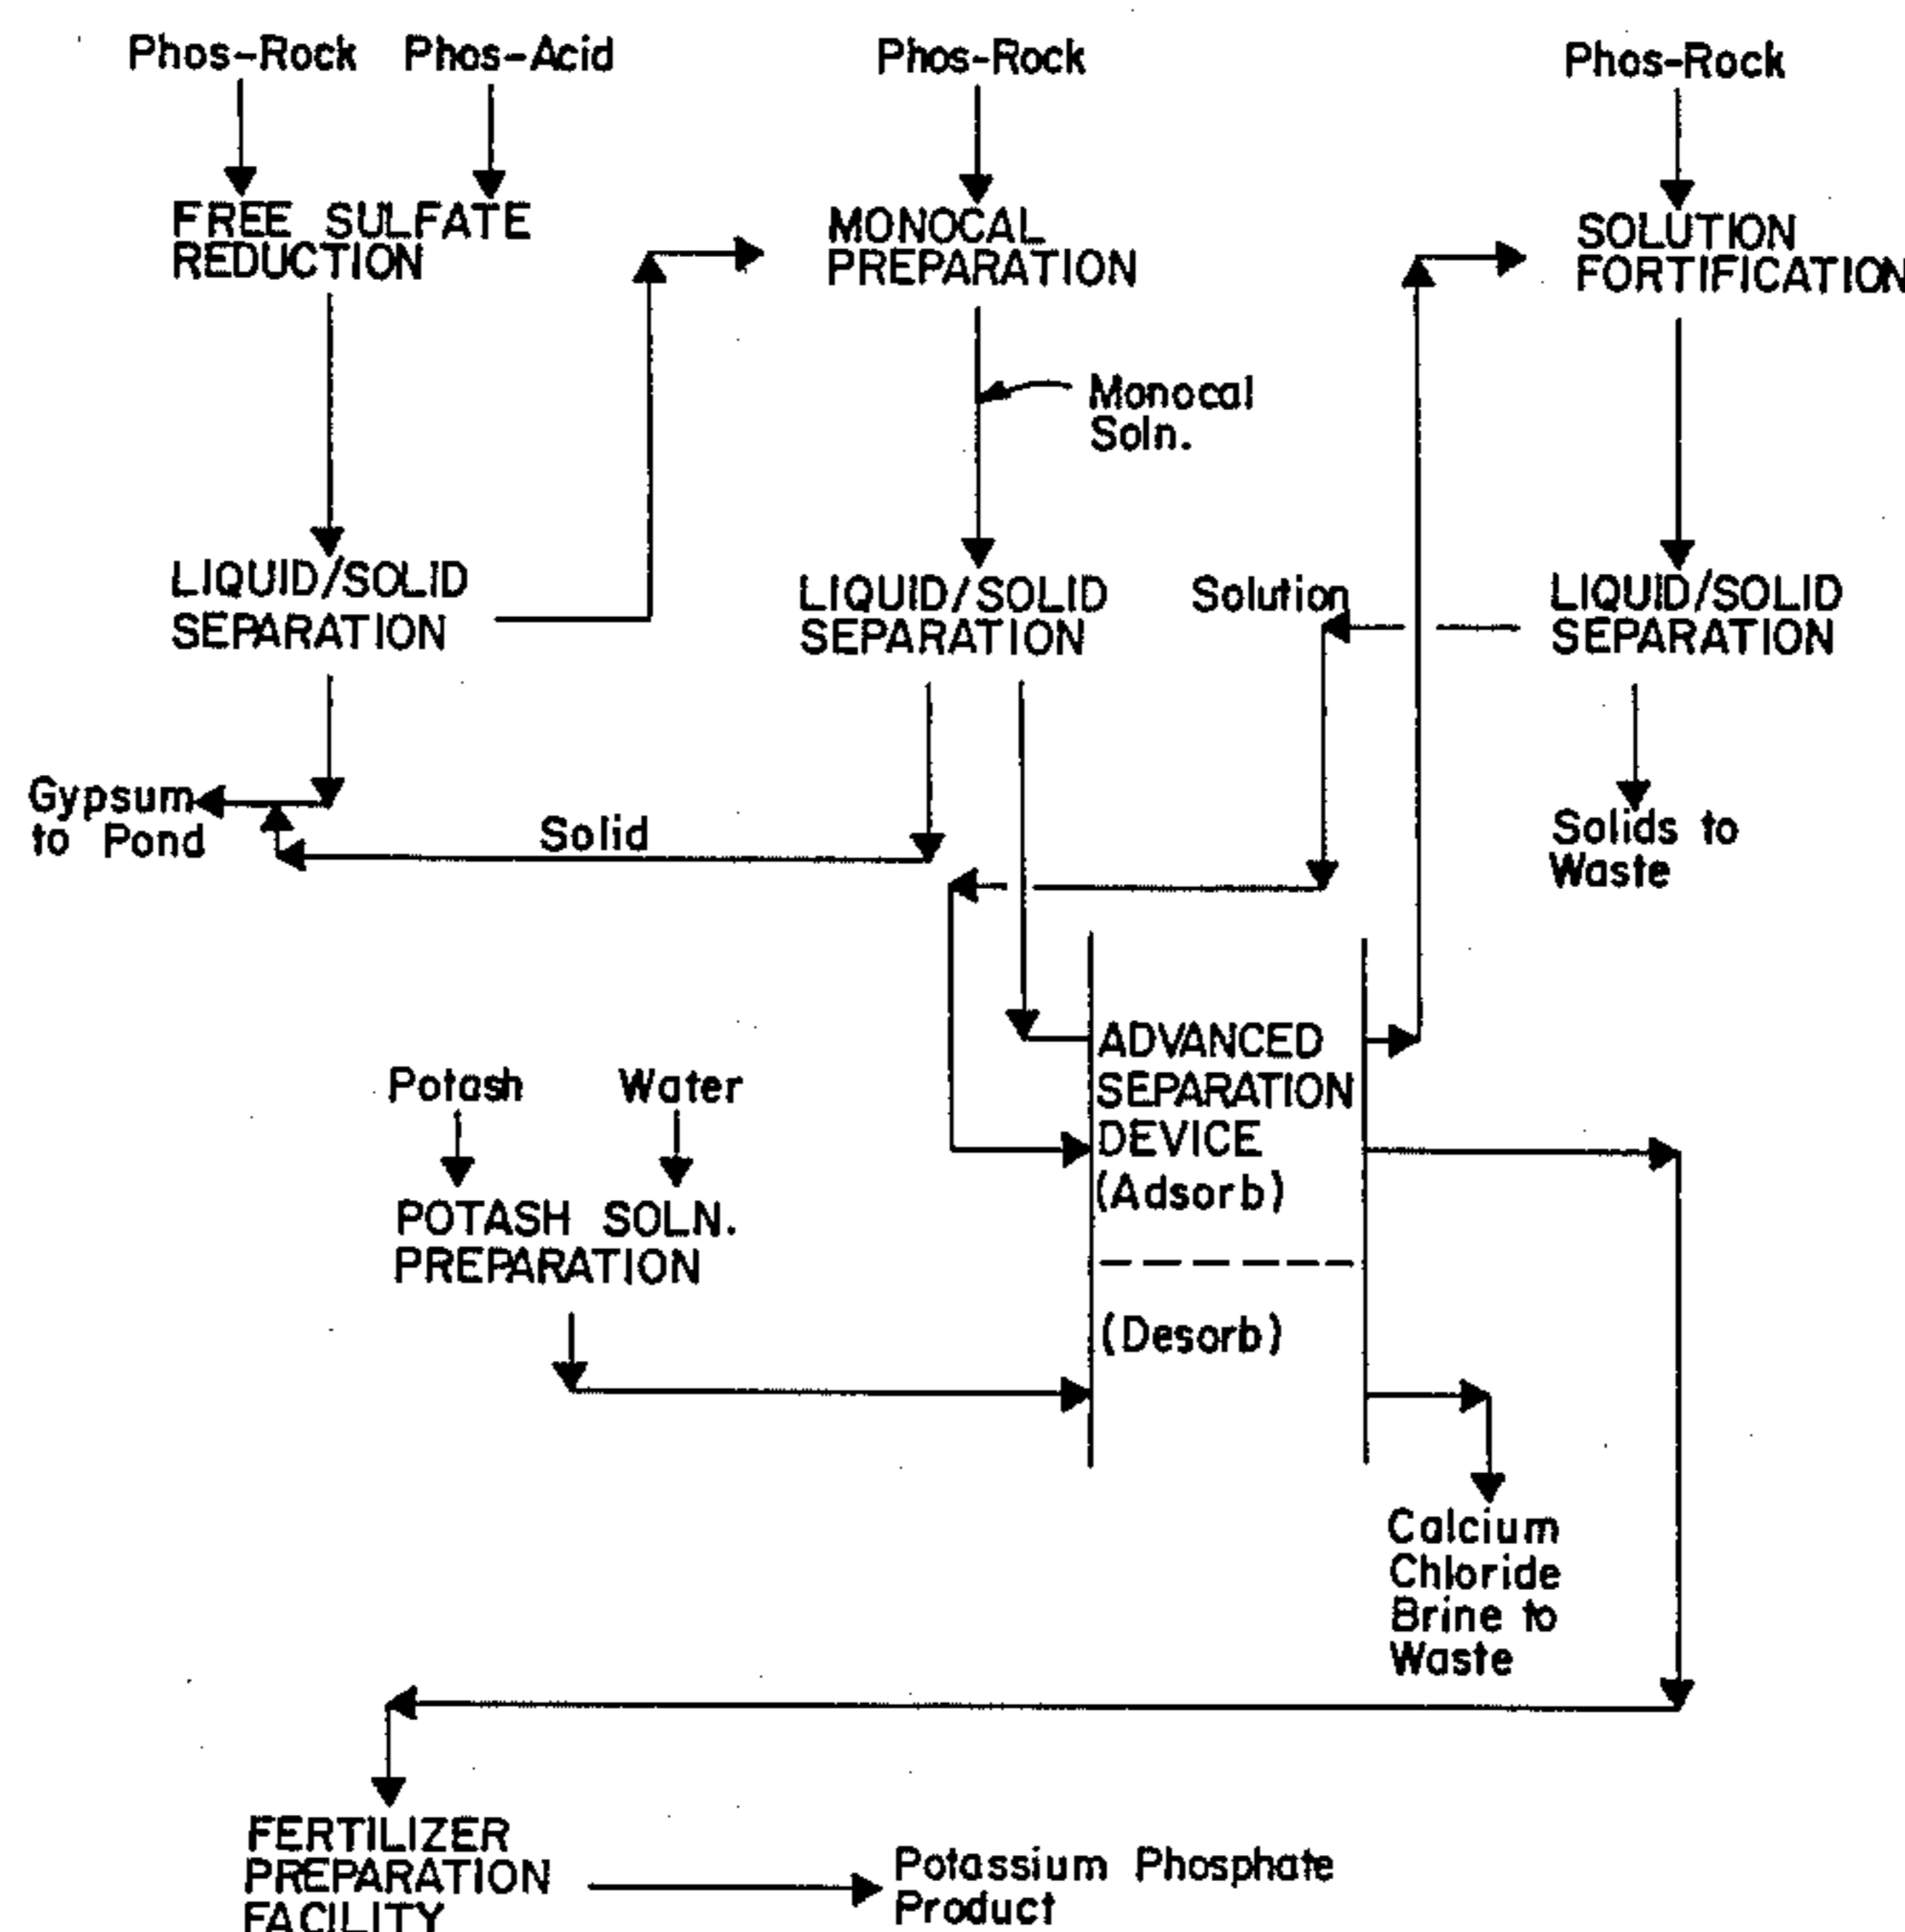 Phos-Rock
Phos-Acid
Phos-Rock
Phos-Rock
FREE SULFATE
REDUCTION
MONOCAL
PREPARATION
SOLUTION
FORTIFICATION
Monocal
Soln.
LIQUID/SOLID
SEPARATION
LIQUID/SOLID
SEPARATION
Solution
LIQUID/SOLID
SEPARATION
Gypsum
to Pond
Solid
Solids to
Waste
Potash
Water
POTASH SOLN.
PREPARATION
ADVANCED
SEPARATION
DEVICE
(Adsorb)
(Desorb)
Calcium
Chloride
Brine to
Waste
FERTILIZER
PREPARATION
FACILITY
Potassium Phosphate
Product